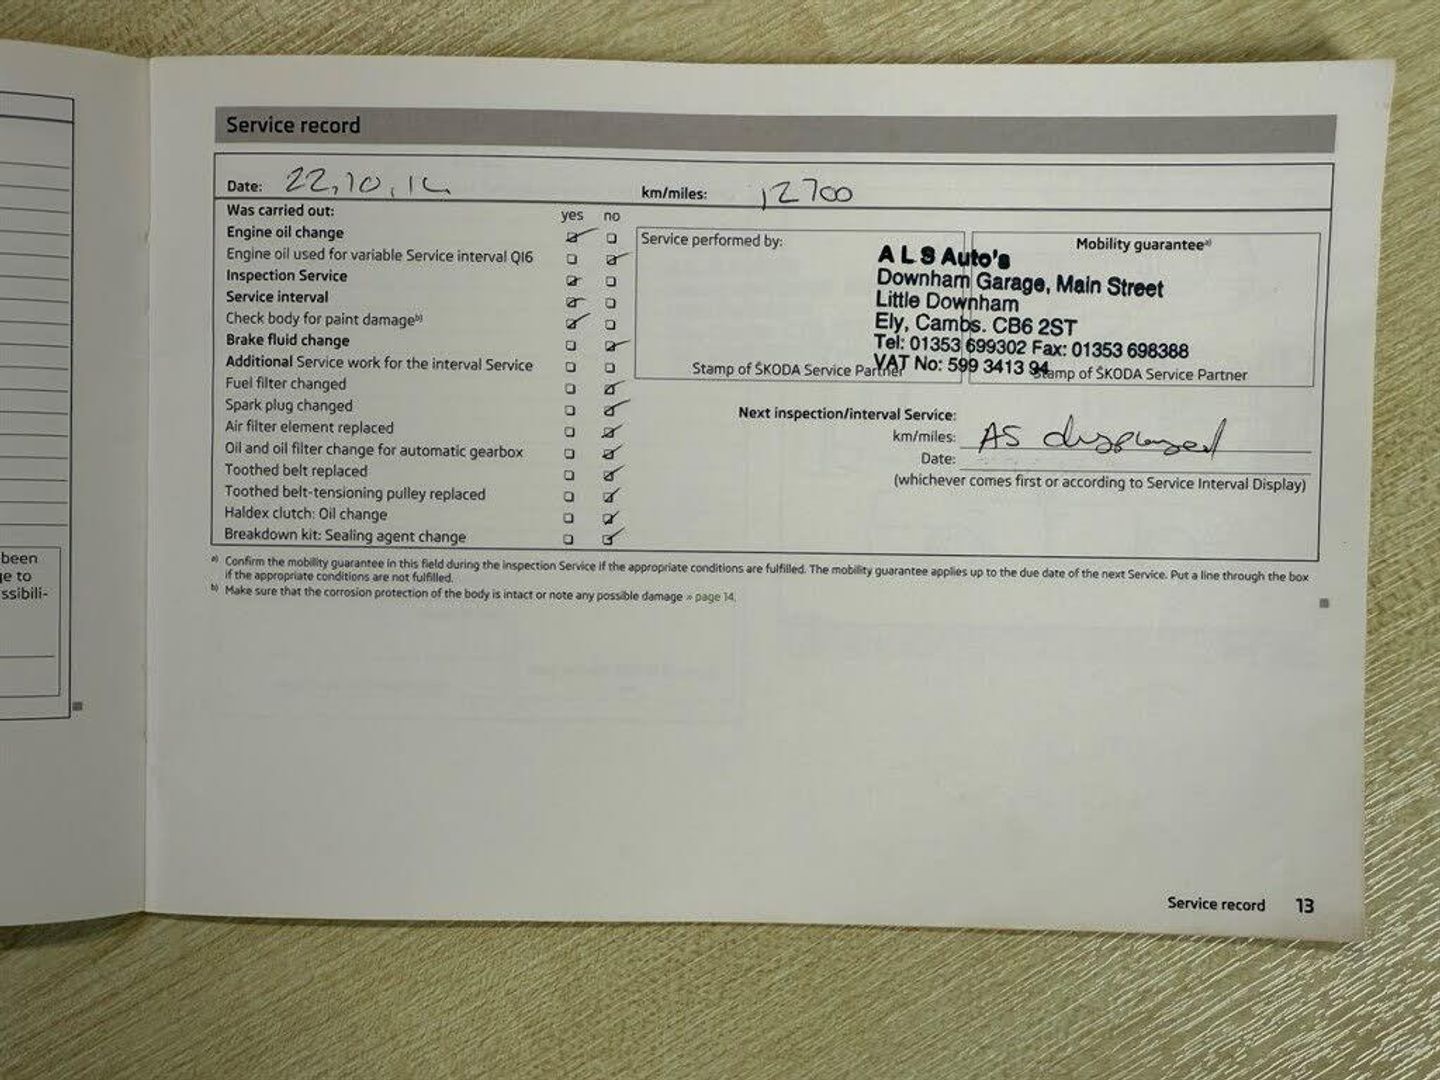 Service record
Date: 22,10,1
km/miles: 12700
Was carried out: yes no
Engine oil change
Engine oil used for variable Service interval QI6
Inspection Service
Service interval
Check body for paint damageᵇ⁾
Brake fluid change
Additional Service work for the interval Service
Fuel filter changed
Spark plug changed
Air filter element replaced
Oil and oil filter change for automatic gearbox
Toothed belt replaced
Toothed belt-tensioning pulley replaced
Haldex clutch: Oil change
Breakdown kit: Sealing agent change
Service performed by:
Mobility guaranteeᵃ⁾
A L S Auto's
Downham Garage, Main Street
Little Downham
Ely, Cambs. CB6 2ST
Tel: 01353 699302 Fax: 01353 698388
VAT No: 599 3413 94
Stamp of ŠKODA Service Partner
Stamp of ŠKODA Service Partner
Next inspection/interval Service:
km/miles: AS displayed
Date:
(whichever comes first or according to Service Interval Display)
ᵃ⁾ Confirm the mobility guarantee in this field during the inspection Service if the appropriate conditions are fulfilled. The mobility guarantee applies up to the due date of the next Service. Put a line through the box
if the appropriate conditions are not fulfilled.
ᵇ⁾ Make sure that the corrosion protection of the body is intact or note any possible damage » page 14.
Service record 13
been
e to
ssibili-